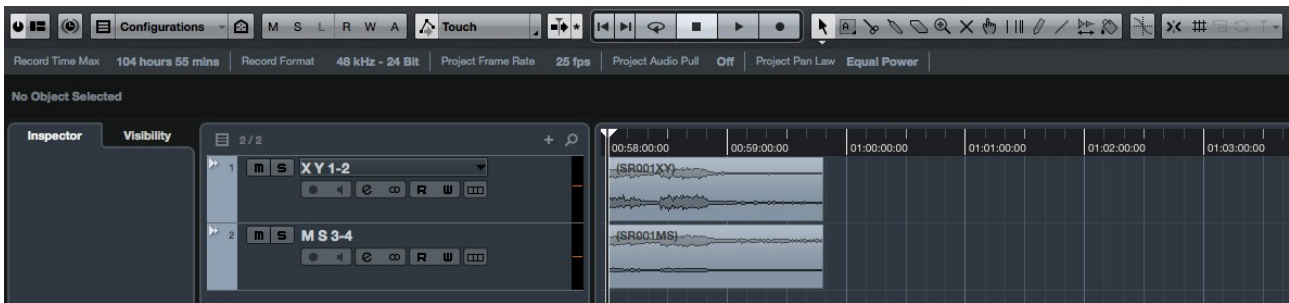 Configurations M S L R W A Touch
Record Time Max 104 hours 55 mins Record Format 48 kHz - 24 Bit Project Frame Rate 25 fps Project Audio Pull Off Project Pan Law Equal Power
No Object Selected
Inspector Visibility 2/2 +
00:58:00:00 00:59:00:00 01:00:00:00 01:01:00:00 01:02:00:00 01:03:00:00
1 m S X Y 1-2 (SR001XY)
e R W
2 m S M S 3-4 (SR001MS)
e R W